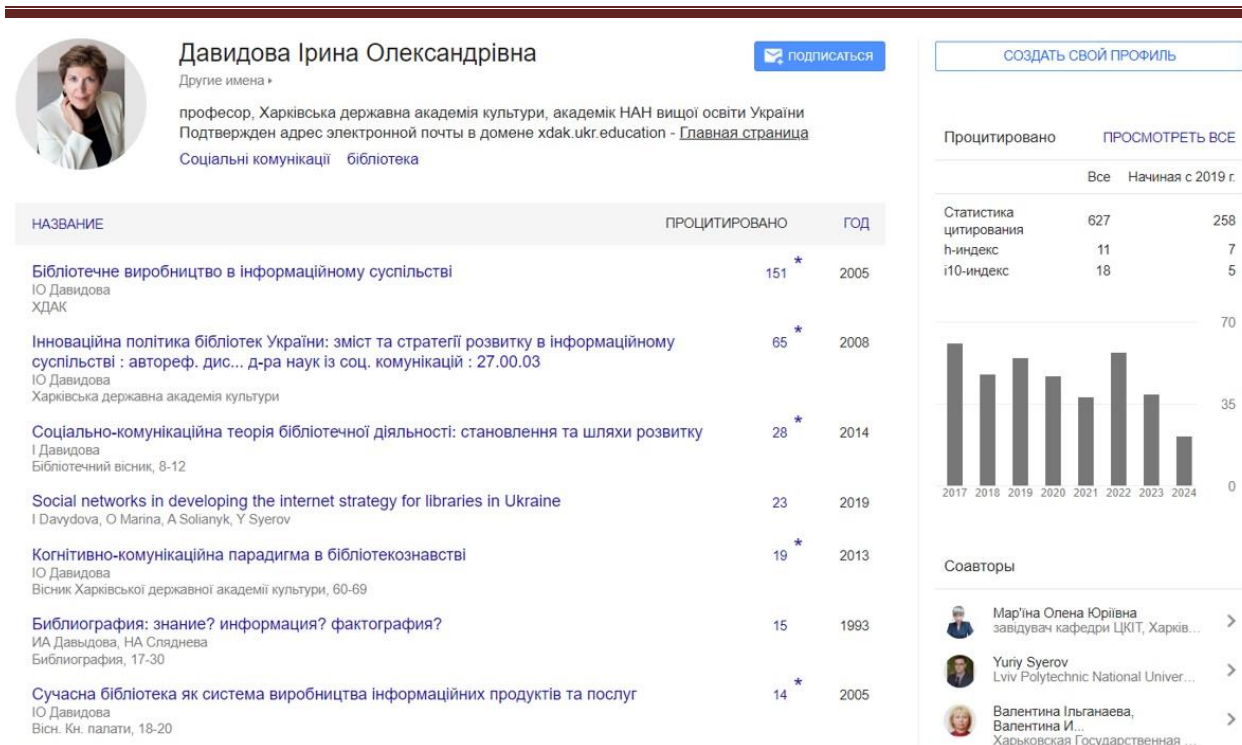 Давидова Ірина Олександрівна
ПОДПИСАТЬСЯ
Другие имена
професор, Харківська державна академія культури, академік НАН вищої освіти України
Подтвержден адрес электронной почты в домене xdak.ukr.education - Главная страница
Соціальні комунікації бібліотека
НАЗВАНИЕ ПРОЦИТИРОВАНО ГОД
Бібліотечне виробництво в інформаційному суспільстві 151 * 2005
ІО Давидова
ХДАК
Інноваційна політика бібліотек України: зміст та стратегії розвитку в інформаційному 65 * 2008
суспільстві : автореф. дис... д-ра наук із соц. комунікацій : 27.00.03
ІО Давидова
Харківська державна академія культури
Соціально-комунікаційна теорія бібліотечної діяльності: становлення та шляхи розвитку 28 * 2014
І Давидова
Бібліотечний вісник, 8-12
Social networks in developing the internet strategy for libraries in Ukraine 23 2019
I Davydova, O Marina, A Solianyk, Y Syerov
Когнітивно-комунікаційна парадигма в бібліотекознавстві 19 * 2013
ІО Давидова
Вісник Харківської державної академії культури, 60-69
Библиография: знание? информация? фактография? 15 1993
ИА Давыдова, НА Сляднева
Библиография, 17-30
Сучасна бібліотека як система виробництва інформаційних продуктів та послуг 14 * 2005
ІО Давидова
Вісн. Кн. палати, 18-20
СОЗДАТЬ СВОЙ ПРОФИЛЬ
Процитировано ПРОСМОТРЕТЬ ВСЕ
Все Начиная с 2019 г.
Статистика
цитирования 627 258
h-индекс 11 7
i10-индекс 18 5
70
35
0
2017 2018 2019 2020 2021 2022 2023 2024
Соавторы
Мар'їна Олена Юріївна
завідувач кафедри ЦКІТ, Харків...
Yuriy Syerov
Lviv Polytechnic National Univer...
Валентина Ільганаева,
Валентина И...
Харьковская Государственная ...